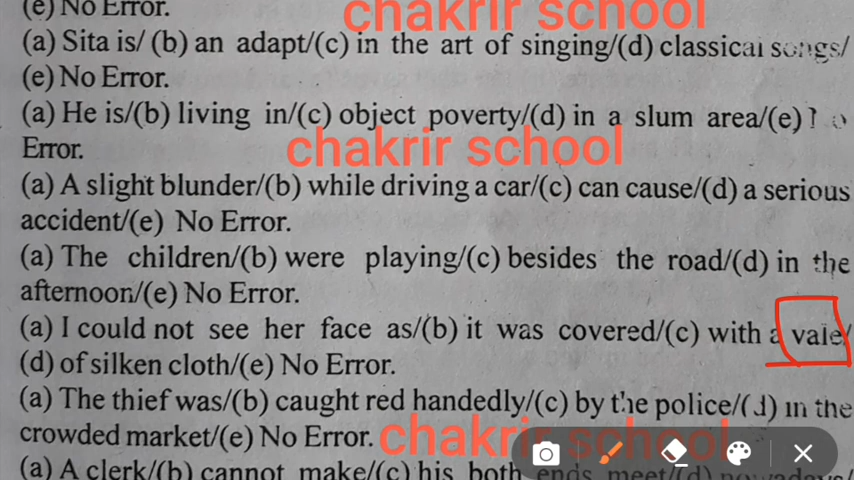 (e) No Error.
chakrir school
(a) Sita is/ (b) an adapt/(c) in the art of singing/(d) classical songs/
(e) No Error.
(a) He is/(b) living in/(c) object poverty/(d) in a slum area/(e)
Error.
chakrir school
(a) A slight blunder/(b) while driving a car/(c) can cause/(d) a serious
accident/(e) No Error.
(a) The children/(b) were playing/(c) besides the road/(d) in the
afternoon/(e) No Error.
(a) I could not see her face as/(b) it was covered/(c) with a vale/
(d) of silken cloth/(e) No Error.
(a) The thief was/(b) caught red handedly/(c) by the police/(d) in the
crowded market/(e) No Error.
chakrir school
(a) A clerk/(b) cannot make/(c) his both ends meet/(d) nowadays/